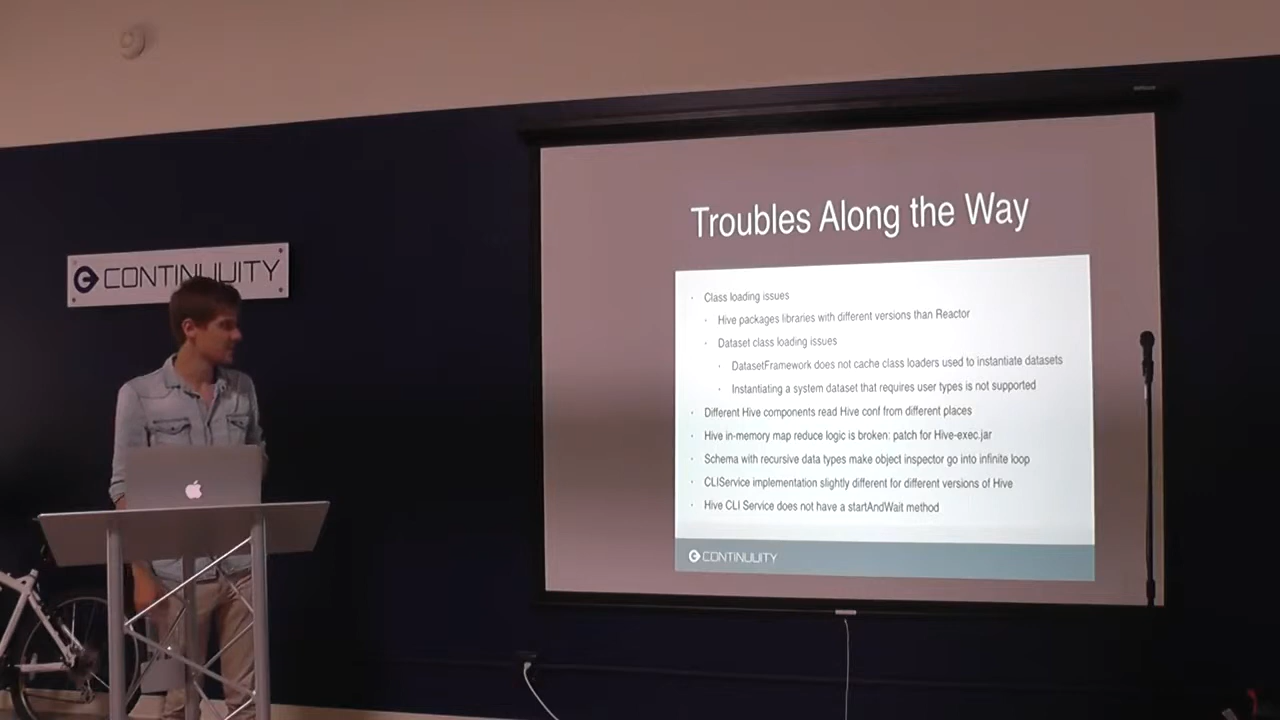 CONTINUUITY
Troubles Along the Way
· Class loading issues
· Hive packages libraries with different versions than Reactor
· Dataset class loading issues
· DatasetFramework does not cache class loaders used to instantiate datasets
· Instantiating a system dataset that requires user types is not supported
· Different Hive components read Hive conf from different places
· Hive in-memory map reduce logic is broken: patch for Hive-exec.jar
· Schema with recursive data types make object inspector go into infinite loop
· CLIService implementation slightly different for different versions of Hive
· Hive CLI Service does not have a startAndWait method
CONTINUUITY